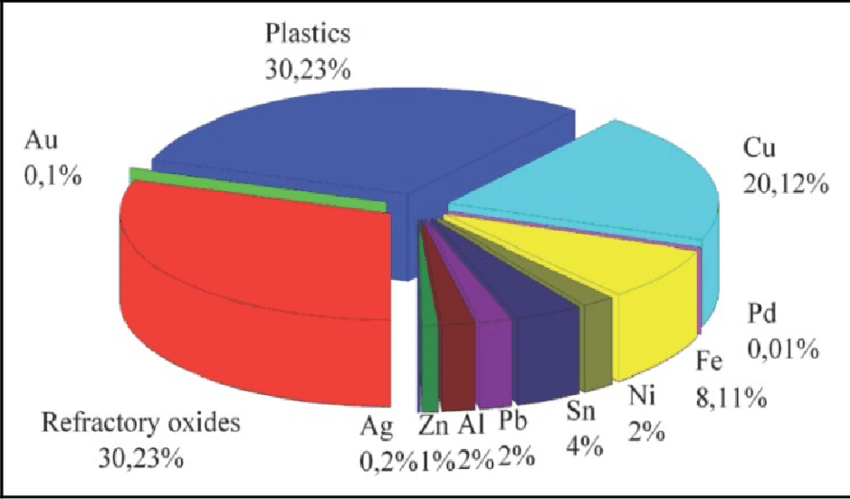 Plastics
30,23%
Au
0,1%
Cu
20,12%
Pd
0,01%
Fe
8,11%
Ni
2%
Sn
4%
Pb
2%
Al
2%
Zn
1%
Ag
0,2%
Refractory oxides
30,23%